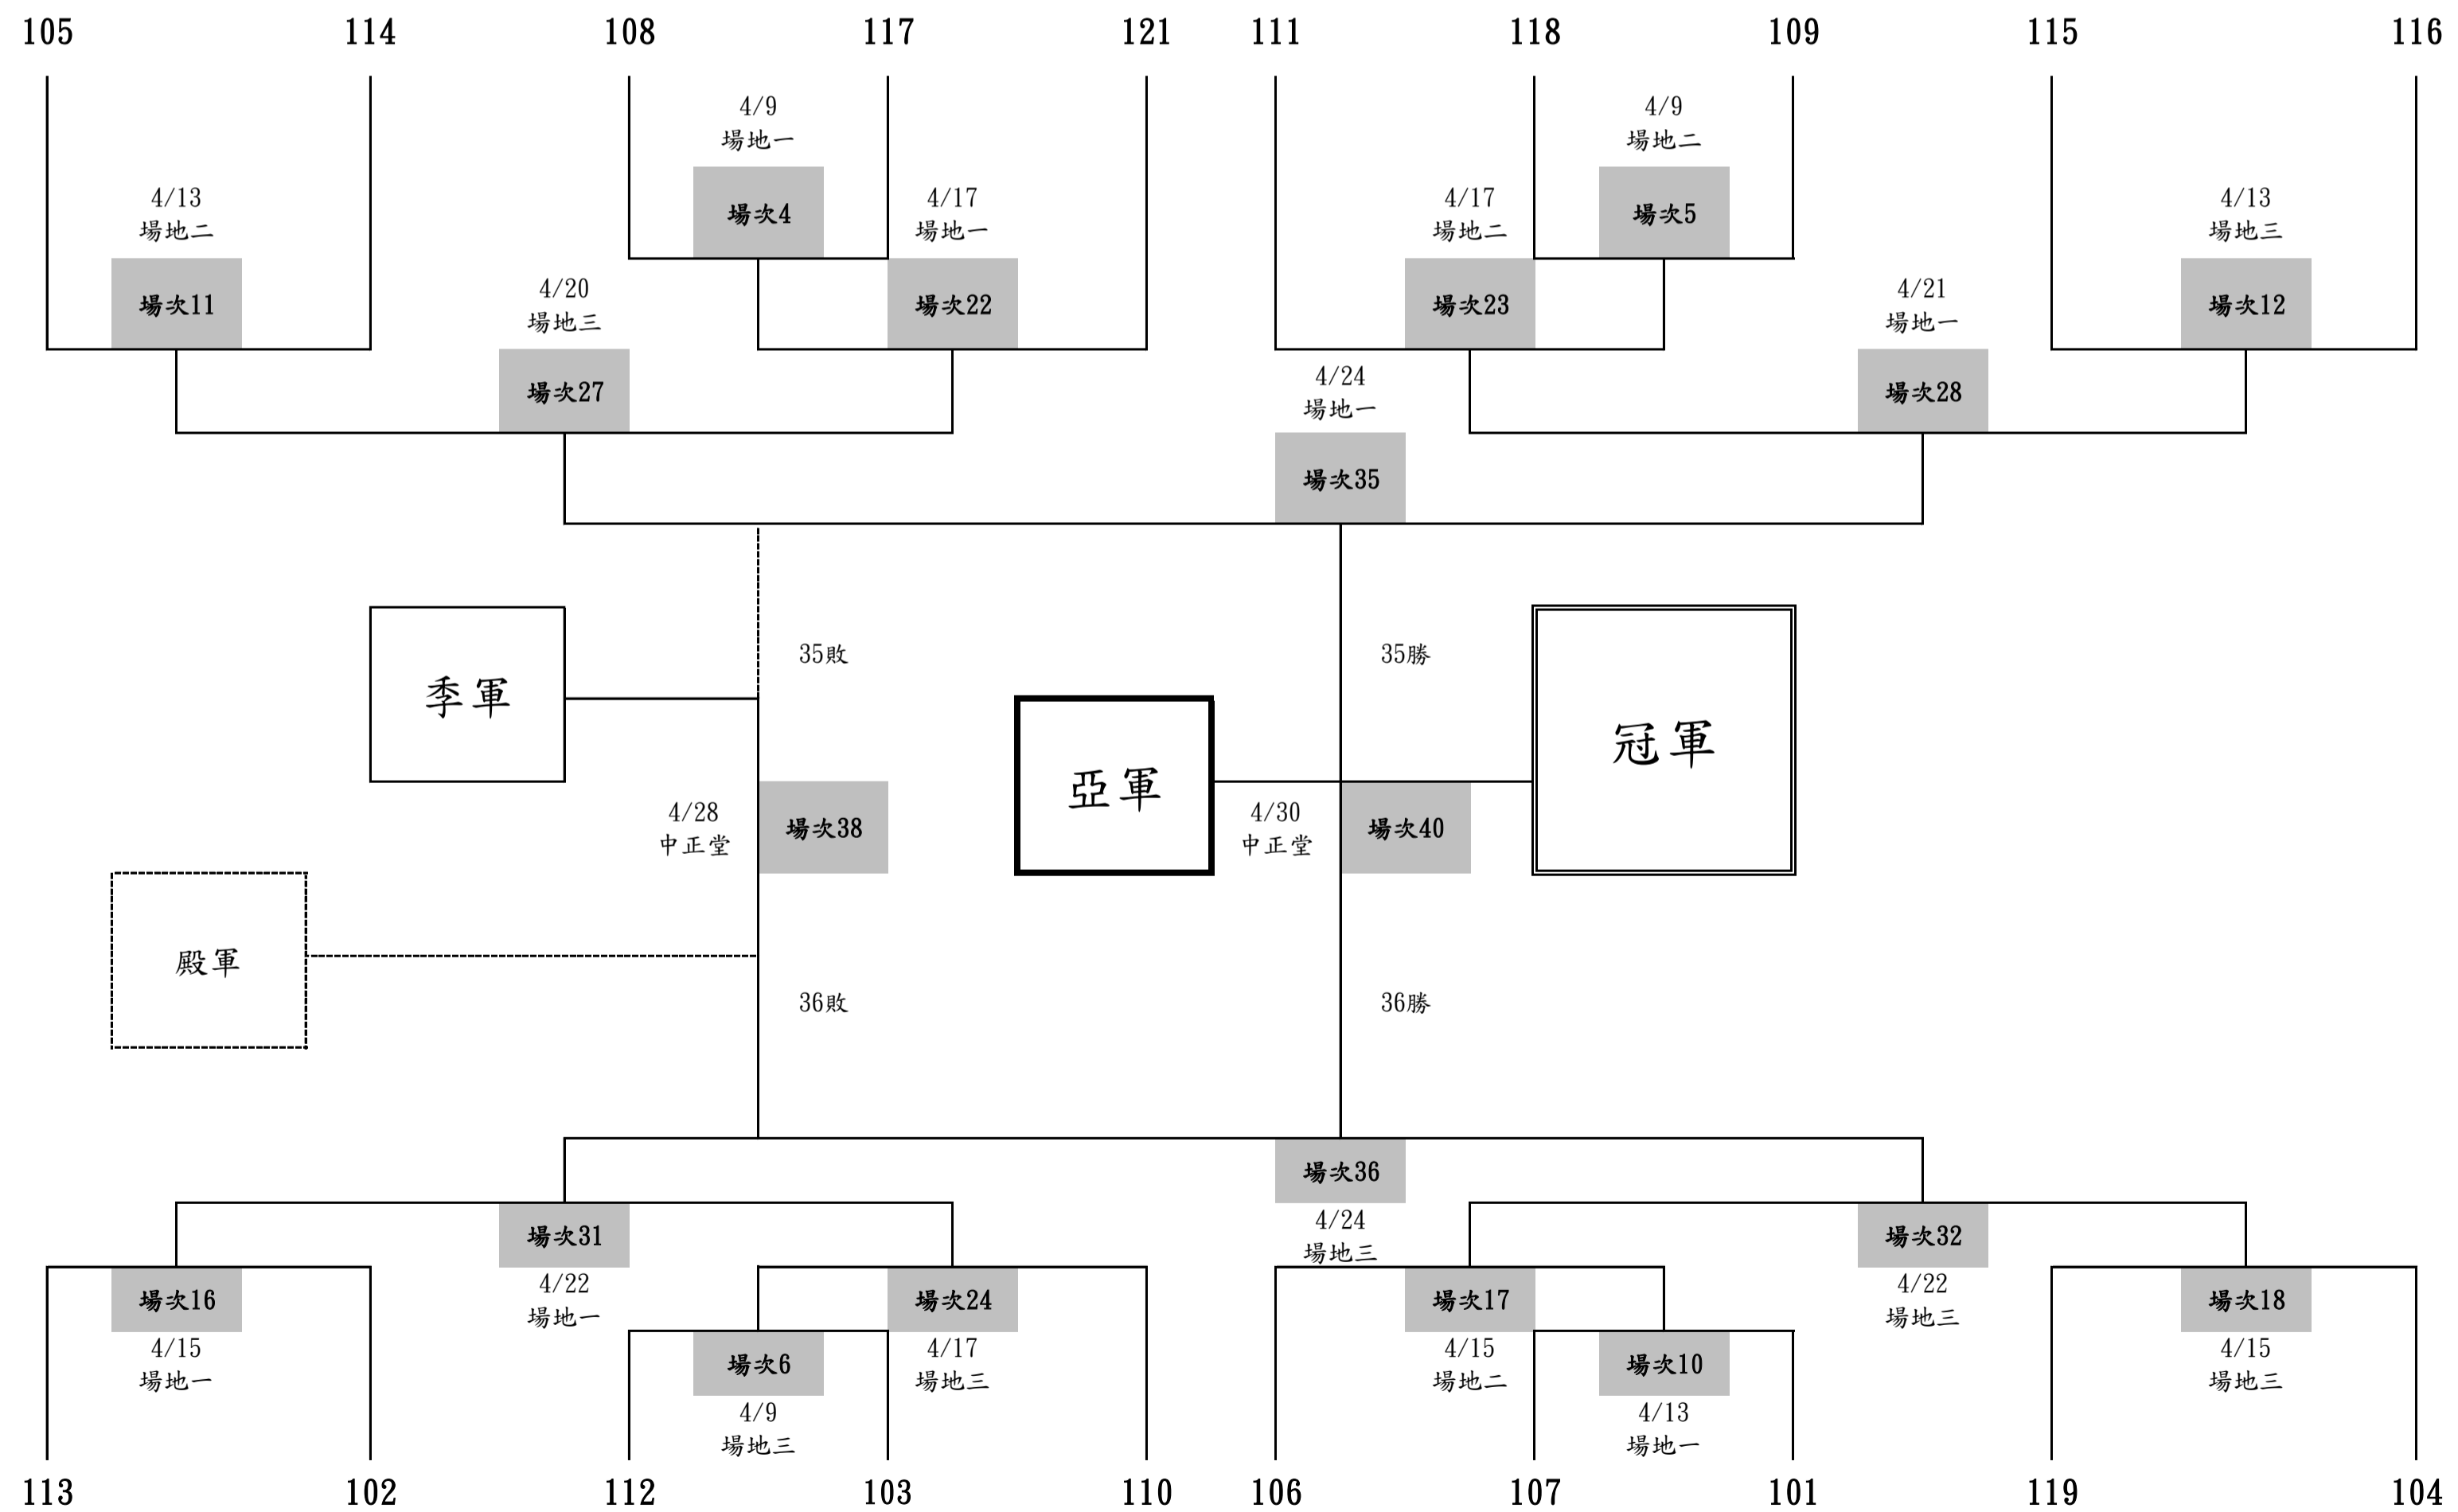 105 114 108 117 121 111 118 109 115 116
4/9
場地一
4/9
場地二
場次4
場次5
4/13
場地二
4/17
場地一
4/17
場地二
4/13
場地三
場次11
場次22
場次23
場次12
4/20
場地三
4/21
場地一
場次27
場次28
4/24
場地一
場次35
35敗
35勝
季軍
冠軍
亞軍
4/28
中正堂
場次38
4/30
中正堂
場次40
殿軍
36敗
36勝
場次36
4/24
場地三
場次31
4/22
場地一
場次32
4/22
場地三
場次16
4/15
場地一
場次24
4/17
場地三
場次17
4/15
場地二
場次18
4/15
場地三
場次6
4/9
場地三
場次10
4/13
場地一
113 102 112 103 110 106 107 101 119 104